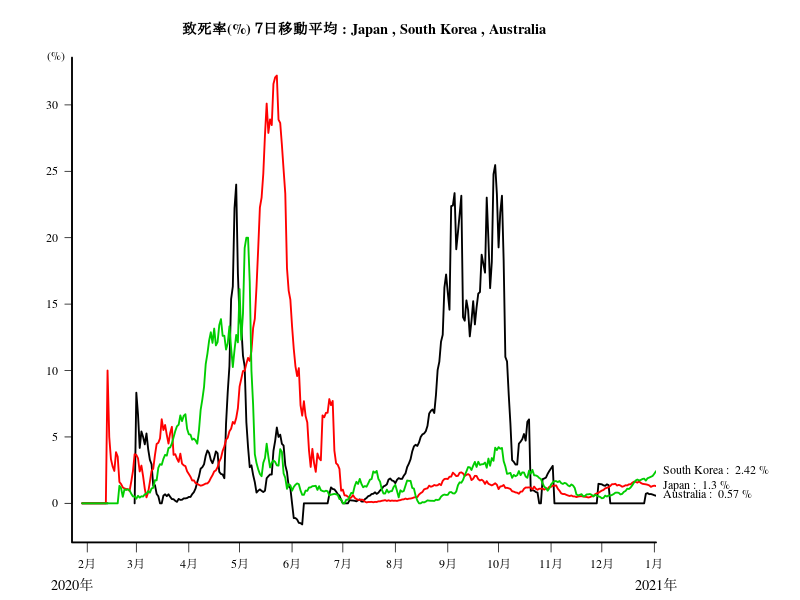 致死率(%) 7日移動平均 : Japan , South Korea , Australia
(%)
30
25
20
15
10
5
0
South Korea : 2.42 %
Japan : 1.3 %
Australia : 0.57 %
2月 3月 4月 5月 6月 7月 8月 9月 10月 11月 12月 1月
2020年 2021年